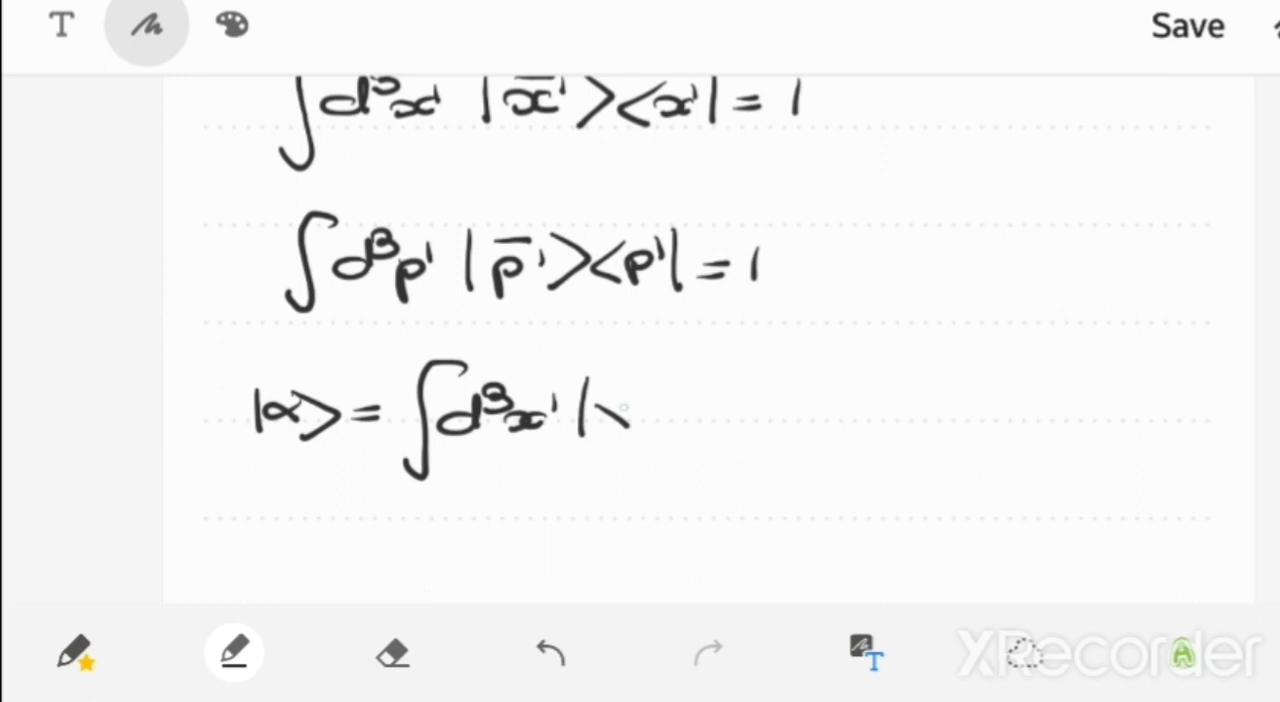 T Save
∫d³x' |x̄'><x'| = 1
∫d³p' |p̄'><p'| = 1
|α> = ∫d³x' |\
T XRecorder